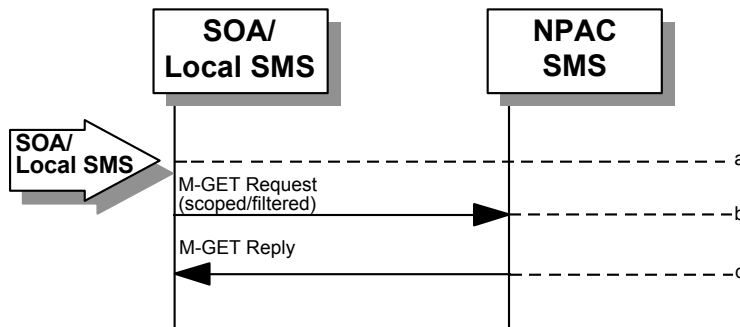 SOA/
Local SMS
NPAC
SMS
SOA/
Local SMS
a
M-GET Request
(scoped/filtered)
b
M-GET Reply
c